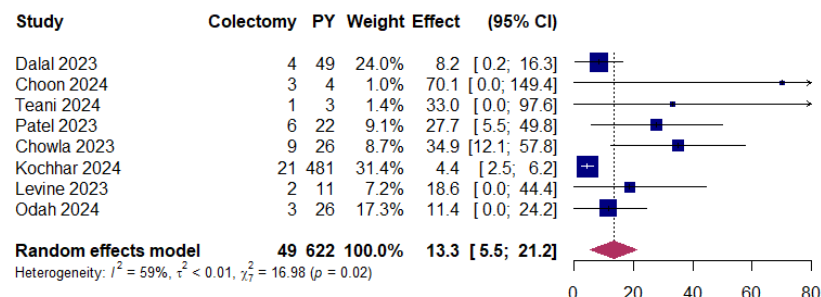 Study Colectomy PY Weight Effect (95% CI)
Dalal 2023 4 49 24.0% 8.2 [ 0.2; 16.3]
Choon 2024 3 4 1.0% 70.1 [ 0.0; 149.4]
Teani 2024 1 3 1.4% 33.0 [ 0.0; 97.6]
Patel 2023 6 22 9.1% 27.7 [ 5.5; 49.8]
Chowla 2023 9 26 8.7% 34.9 [12.1; 57.8]
Kochhar 2024 21 481 31.4% 4.4 [ 2.5; 6.2]
Levine 2023 2 11 7.2% 18.6 [ 0.0; 44.4]
Odah 2024 3 26 17.3% 11.4 [ 0.0; 24.2]
Random effects model 49 622 100.0% 13.3 [ 5.5; 21.2]
Heterogeneity: I² = 59%, τ² < 0.01, χ²₇ = 16.98 (p = 0.02)
0 20 40 60 80